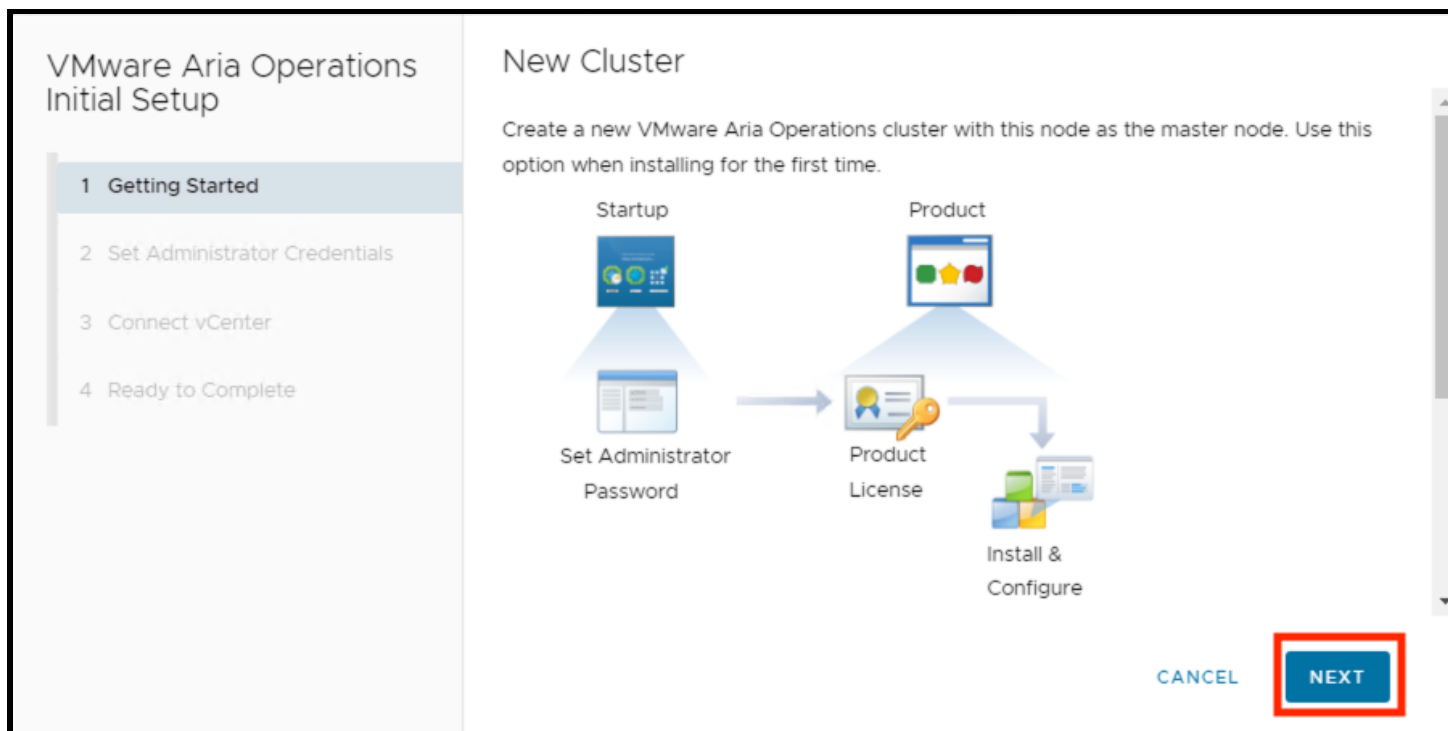 VMware Aria Operations
Initial Setup
1 Getting Started
2 Set Administrator Credentials
3 Connect vCenter
4 Ready to Complete
New Cluster
Create a new VMware Aria Operations cluster with this node as the master node. Use this
option when installing for the first time.
Startup
Product
Set Administrator
Password
Product
License
Install &
Configure
CANCEL
NEXT